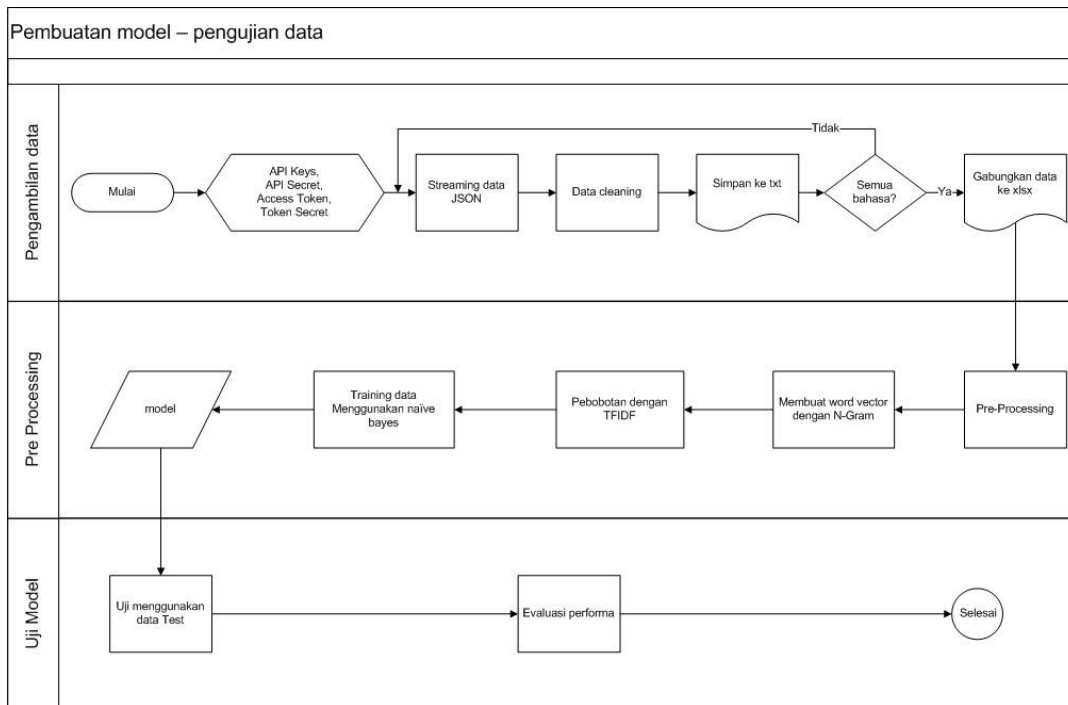 Pembuatan model – pengujian data
Pengambilan data
Mulai
API Keys,
API Secret,
Access Token,
Token Secret
Streaming data
JSON
Data cleaning
Simpan ke txt
Tidak
Semua
bahasa?
Ya
Gabungkan data
ke xlsx
Pre Processing
model
Training data
Menggunakan naïve
bayes
Pebobotan dengan
TFIDF
Membuat word vector
dengan N-Gram
Pre-Processing
Uji Model
Uji menggunakan
data Test
Evaluasi performa
Selesai